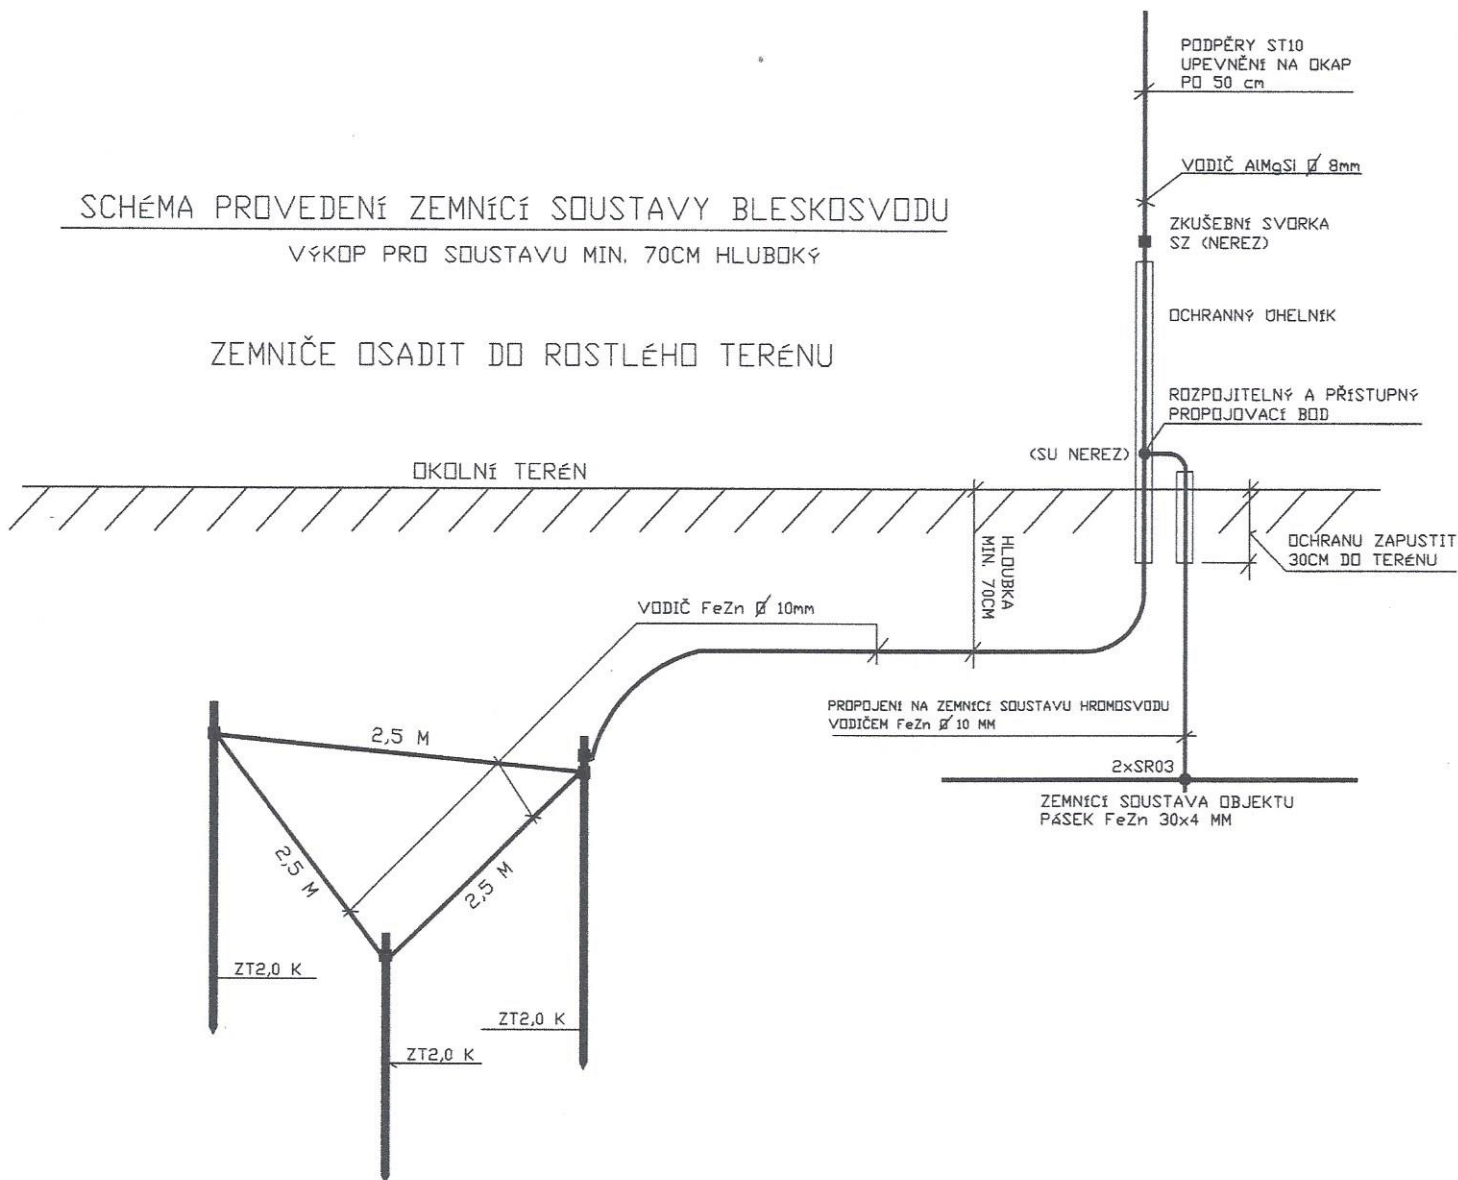 PODPĚRY ST10
UPEVNĚNÍ NA OKAP
PO 50 cm
VODIČ AlMgSi Ø 8mm
SCHÉMA PROVEDENÍ ZEMNÍCÍ SOUSTAVY BLESKOSVODU
VÝKOP PRO SOUSTAVU MIN. 70CM HLUBOKÝ
ZKUŠEBNÍ SVORKA
SZ (NEREZ)
OCHRANNÝ ÚHELNÍK
ZEMNIČE OSADIT DO ROSTLÉHO TERÉNU
ROZPOJITELNÝ A PŘÍSTUPNÝ
PROPOJOVACÍ BOD
(SU NEREZ)
OKOLNÍ TERÉN
HLOUBKA
MIN. 70CM
OCHRANU ZAPUSTIT
30CM DO TERÉNU
VODIČ FeZn Ø 10mm
PROPOJENÍ NA ZEMNÍCÍ SOUSTAVU HROMOSVODU
VODIČEM FeZn Ø 10 MM
2,5 M
2xSR03
ZEMNÍCÍ SOUSTAVA OBJEKTU
PÁSEK FeZn 30x4 MM
2,5 M
2,5 M
ZT2,0 K
ZT2,0 K
ZT2,0 K